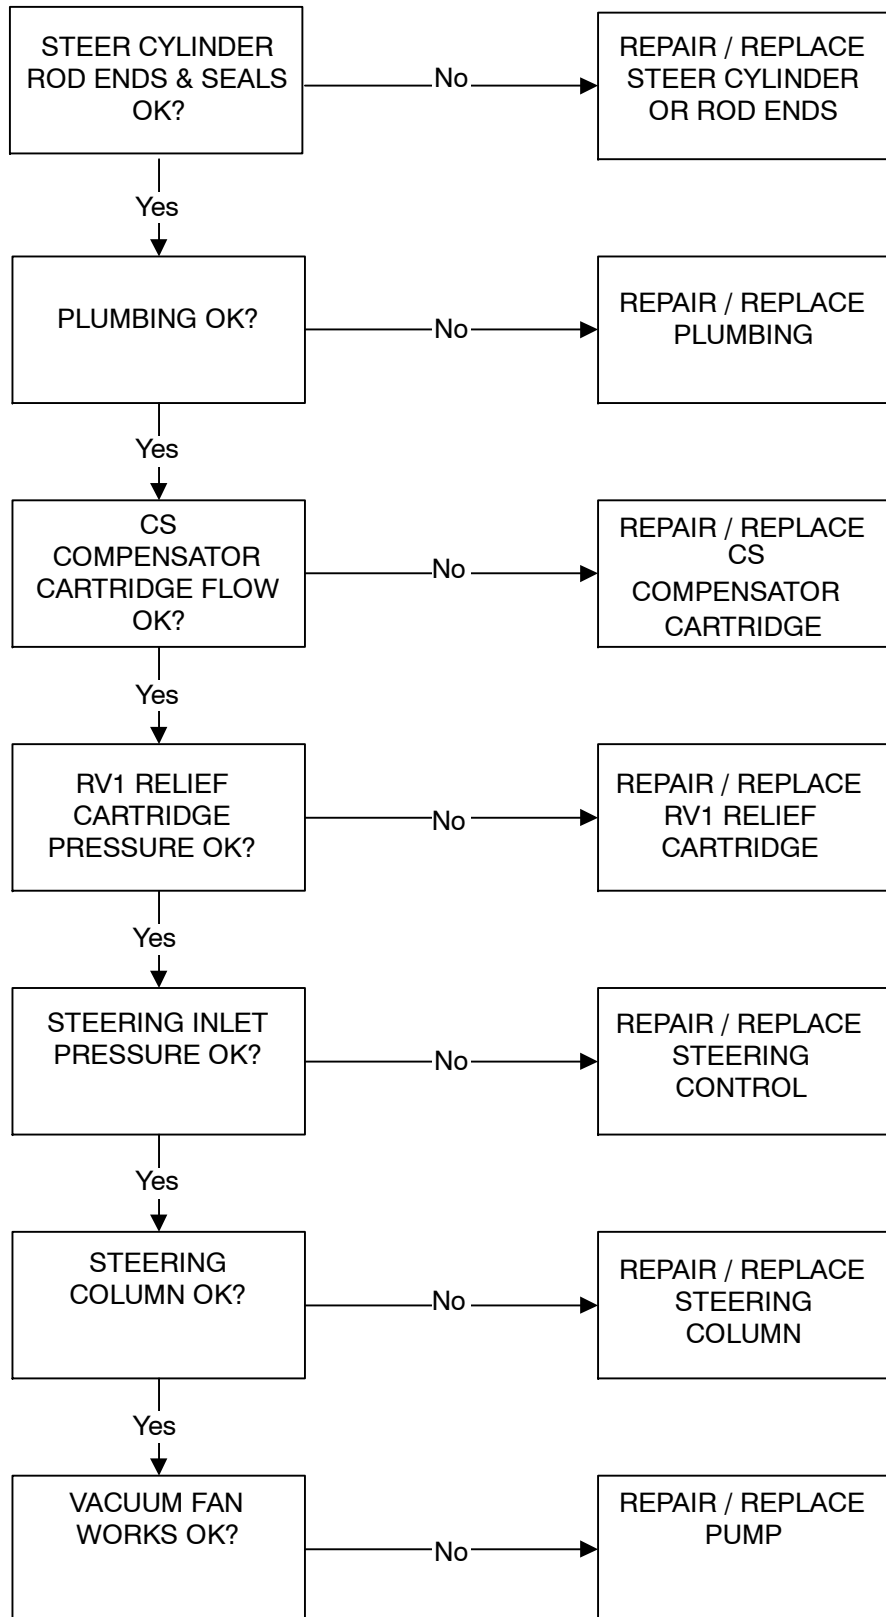 STEER CYLINDER
ROD ENDS & SEALS
OK?
No
REPAIR / REPLACE
STEER CYLINDER
OR ROD ENDS
Yes
PLUMBING OK?
No
REPAIR / REPLACE
PLUMBING
Yes
CS
COMPENSATOR
CARTRIDGE FLOW
OK?
No
REPAIR / REPLACE
CS
COMPENSATOR
CARTRIDGE
Yes
RV1 RELIEF
CARTRIDGE
PRESSURE OK?
No
REPAIR / REPLACE
RV1 RELIEF
CARTRIDGE
Yes
STEERING INLET
PRESSURE OK?
No
REPAIR / REPLACE
STEERING
CONTROL
Yes
STEERING
COLUMN OK?
No
REPAIR / REPLACE
STEERING
COLUMN
Yes
VACUUM FAN
WORKS OK?
No
REPAIR / REPLACE
PUMP